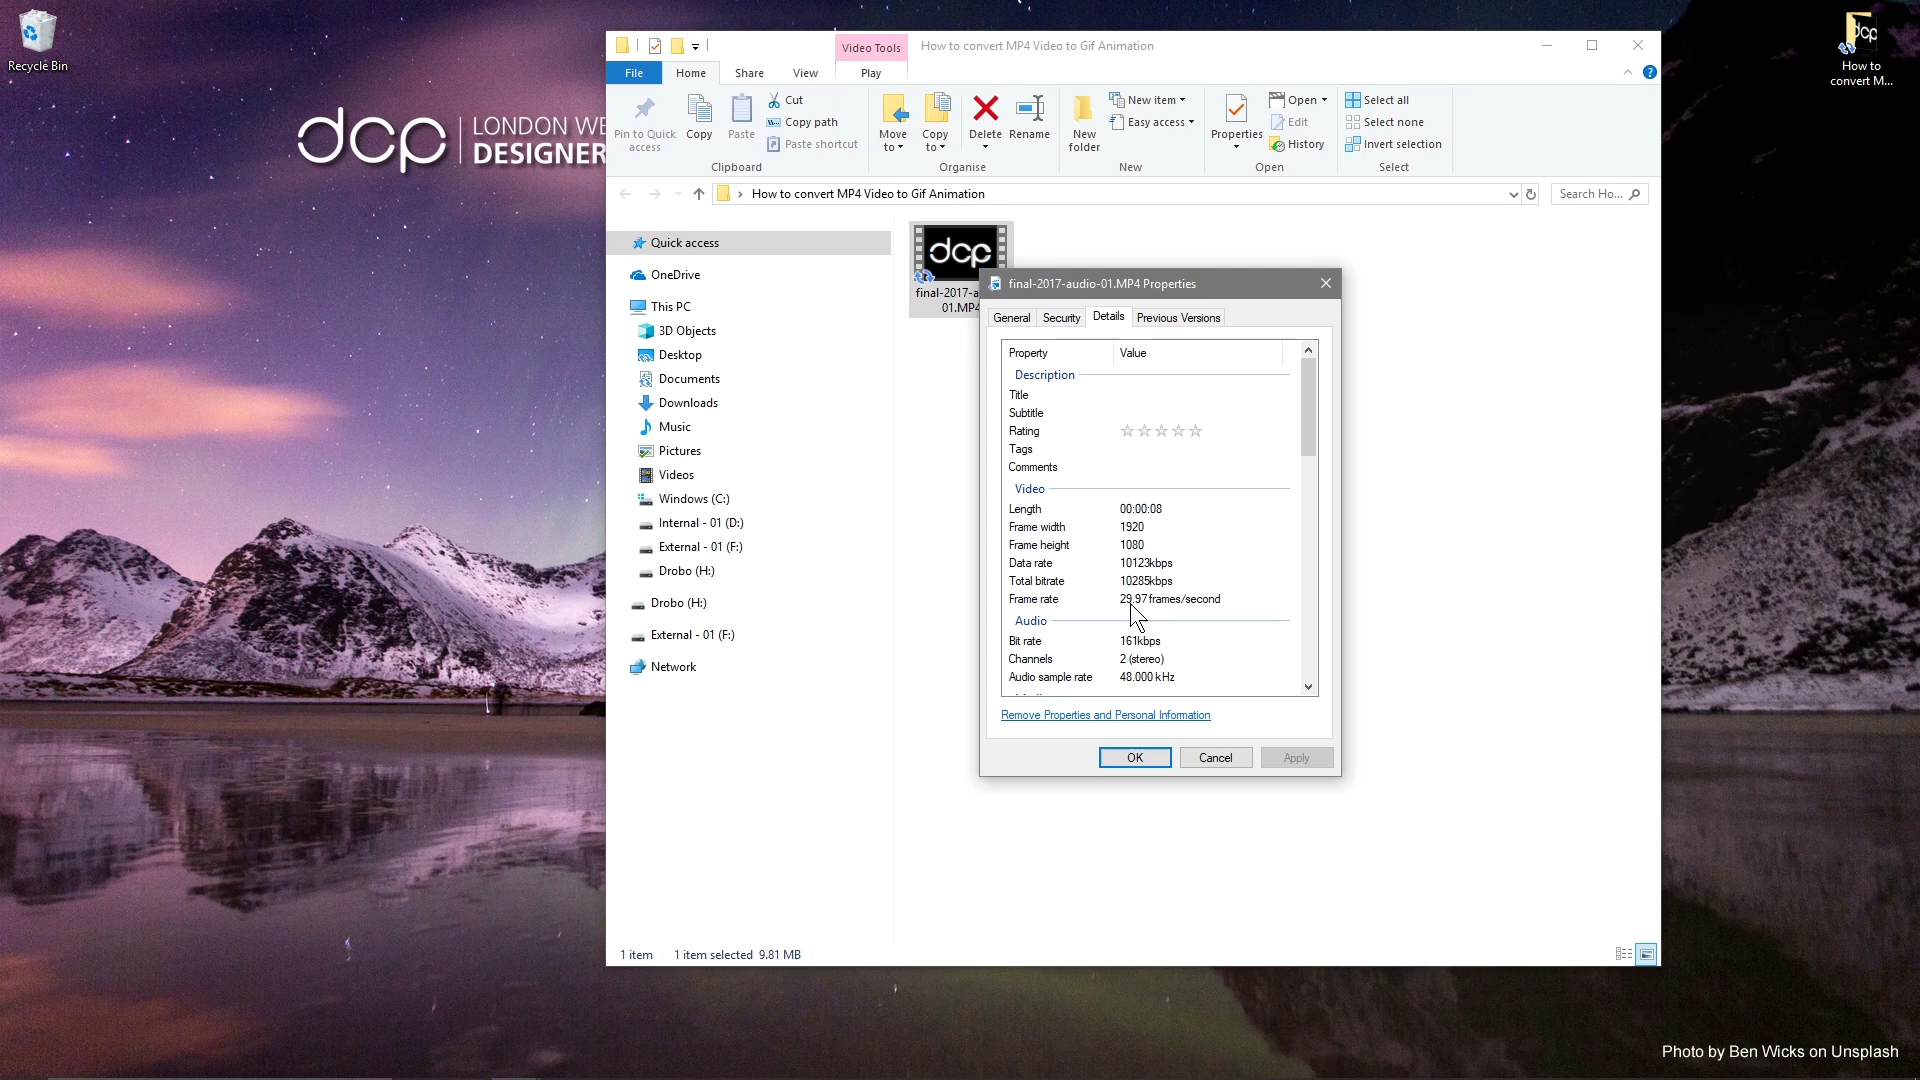 Recycle Bin
How to
convert M...
dcp LONDON WE
DESIGNER
Video Tools
How to convert MP4 Video to Gif Animation
File
Home
Share
View
Play
Pin to Quick
access
Copy
Paste
Cut
Copy path
Paste shortcut
Clipboard
Move
to
Copy
to
Delete
Rename
Organise
New
folder
New item
Easy access
New
Properties
Open
Edit
History
Open
Select all
Select none
Invert selection
Select
How to convert MP4 Video to Gif Animation
Search Ho...
Quick access
OneDrive
This PC
3D Objects
Desktop
Documents
Downloads
Music
Pictures
Videos
Windows (C:)
Internal - 01 (D:)
External - 01 (F:)
Drobo (H:)
Drobo (H:)
External - 01 (F:)
Network
dcp
final-2017-a
01.MP4
final-2017-audio-01.MP4 Properties
General
Security
Details
Previous Versions
Property Value
Description
Title
Subtitle
Rating
Tags
Comments
Video
Length 00:00:08
Frame width 1920
Frame height 1080
Data rate 10123kbps
Total bitrate 10285kbps
Frame rate 29.97 frames/second
Audio
Bit rate 161kbps
Channels 2 (stereo)
Audio sample rate 48.000 kHz
Remove Properties and Personal Information
OK
Cancel
Apply
1 item 1 item selected 9.81 MB
Photo by Ben Wicks on Unsplash